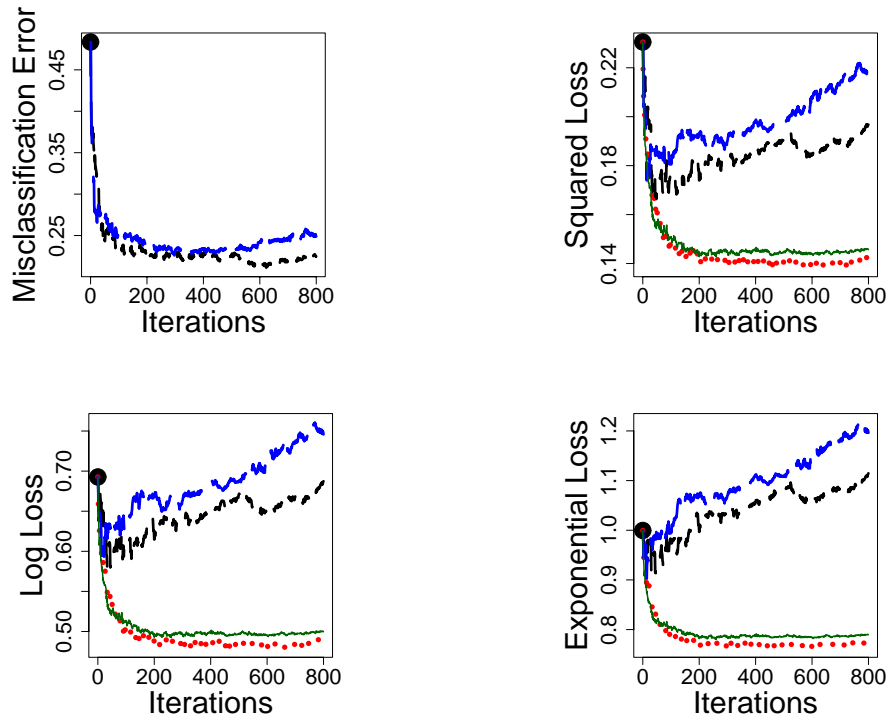 Misclassification Error
0.45
0.35
0.25
0 200 400 600 800
Iterations
Squared Loss
0.22
0.18
0.14
0 200 400 600 800
Iterations
Log Loss
0.70
0.60
0.50
0 200 400 600 800
Iterations
Exponential Loss
1.2
1.1
1.0
0.9
0.8
0 200 400 600 800
Iterations